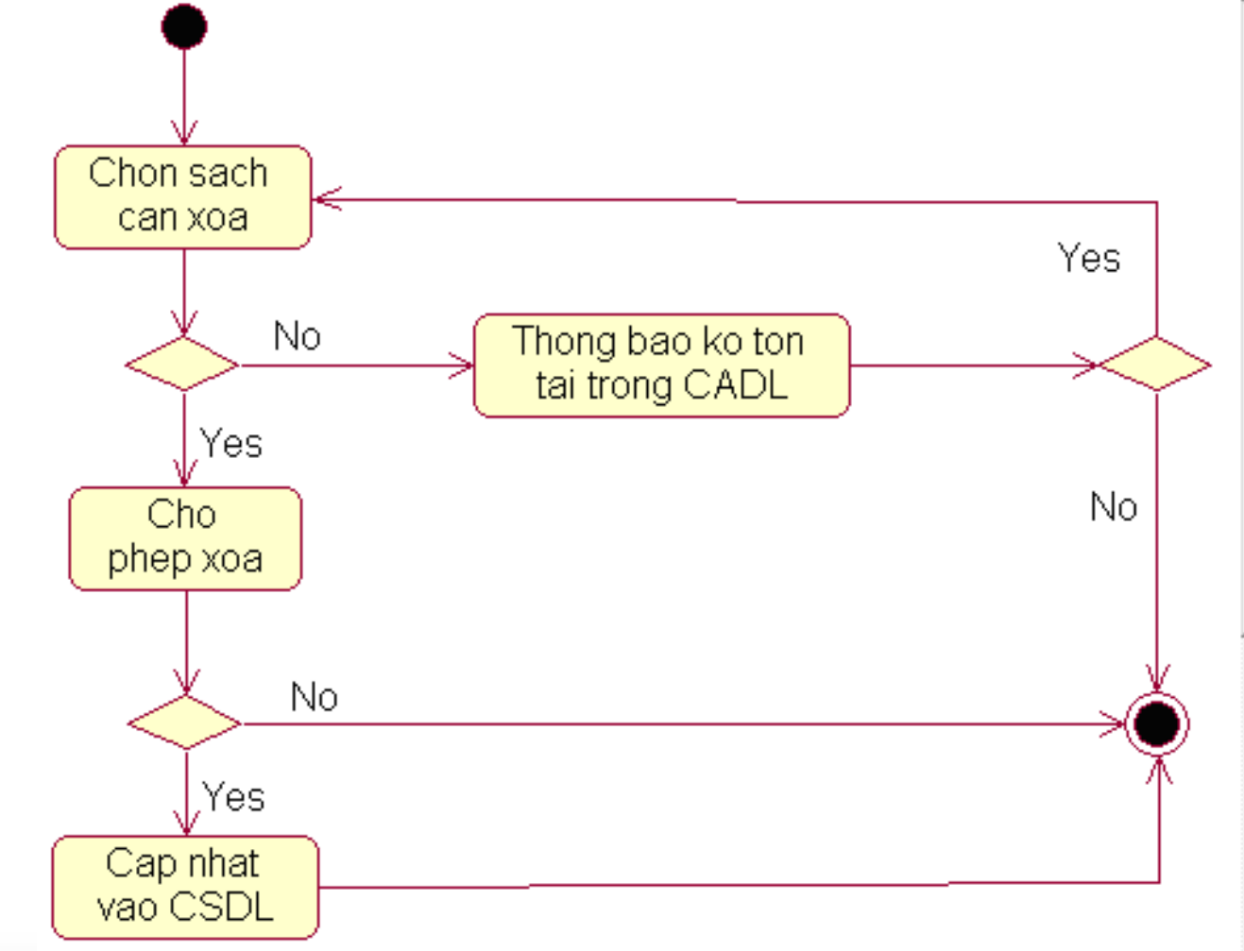 Chon sach
can xoa
Yes
No
Thong bao ko ton
tai trong CADL
Yes
Cho
phep xoa
No
No
Yes
Cap nhat
vao CSDL